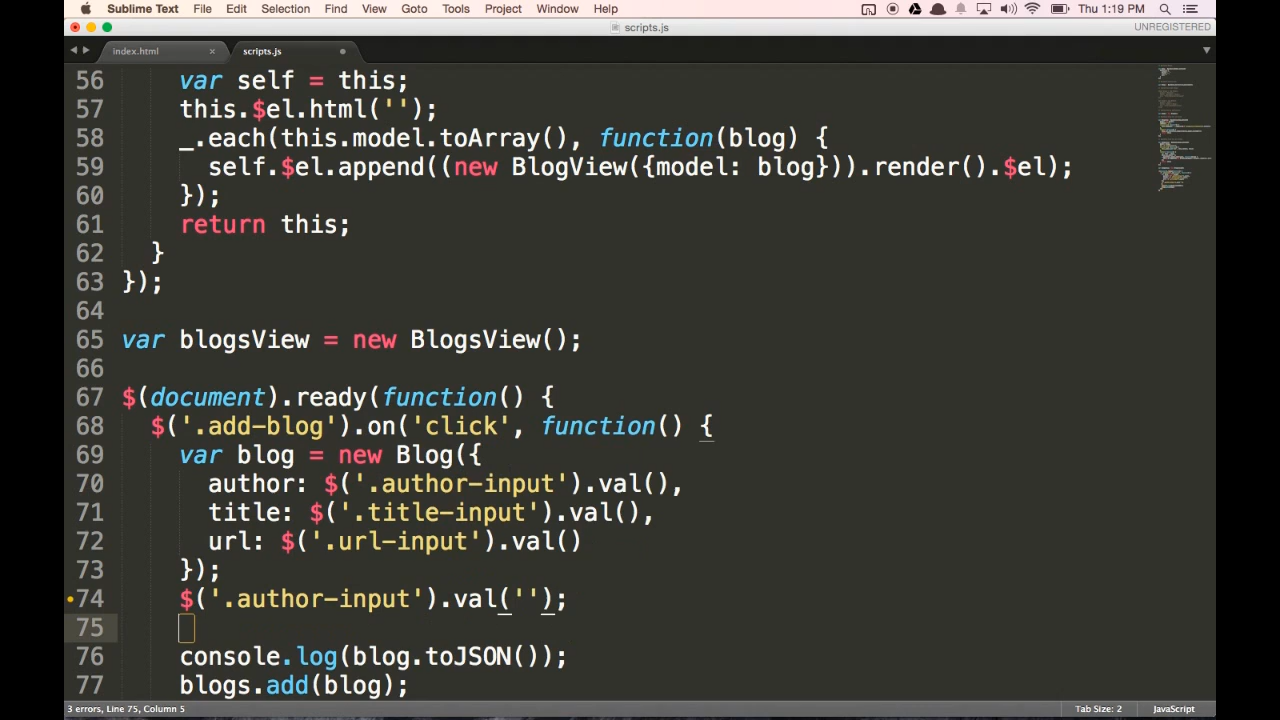 Sublime Text File Edit Selection Find View Goto Tools Project Window Help Thu 1:19 PM
scripts.js UNREGISTERED
index.html × scripts.js
56 var self = this;
57 this.$el.html('');
58 _.each(this.model.toArray(), function(blog) {
59 self.$el.append((new BlogView({model: blog})).render().$el);
60 });
61 return this;
62 }
63 });
64
65 var blogsView = new BlogsView();
66
67 $(document).ready(function() {
68 $('.add-blog').on('click', function() {
69 var blog = new Blog({
70 author: $('.author-input').val(),
71 title: $('.title-input').val(),
72 url: $('.url-input').val()
73 });
74 $('.author-input').val('');
75
76 console.log(blog.toJSON());
77 blogs.add(blog);
3 errors, Line 75, Column 5 Tab Size: 2 JavaScript